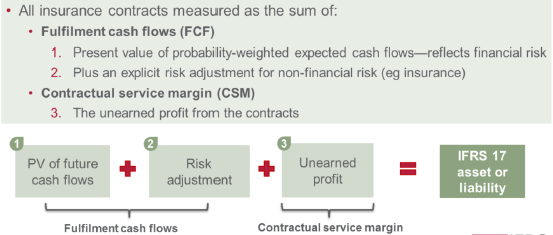 • All insurance contracts measured as the sum of:
• Fulfilment cash flows (FCF)
1. Present value of probability-weighted expected cash flows—reflects financial risk
2. Plus an explicit risk adjustment for non-financial risk (eg insurance)
• Contractual service margin (CSM)
3. The unearned profit from the contracts
1
PV of future
cash flows
2
Risk
adjustment
3
Unearned
profit
IFRS 17
asset or
liability
Fulfilment cash flows
Contractual service margin